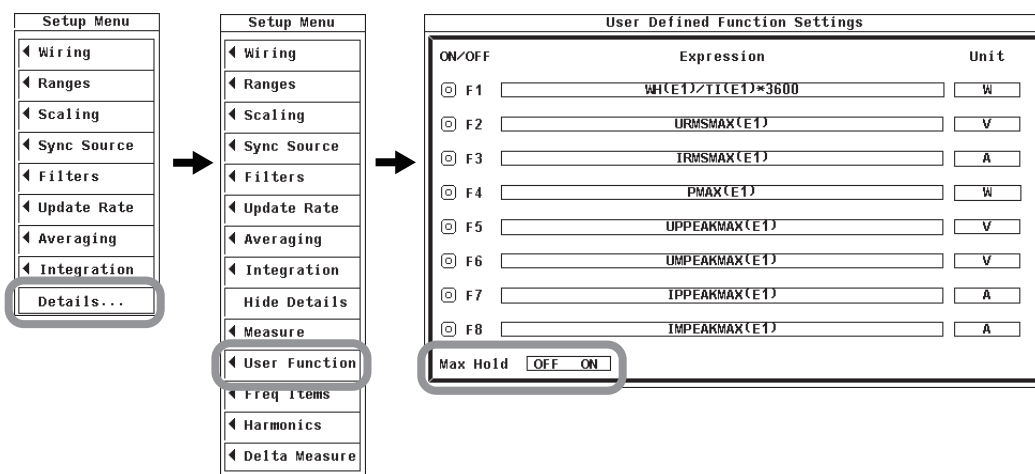 Setup Menu
Wiring
Ranges
Scaling
Sync Source
Filters
Update Rate
Averaging
Integration
Details...
Setup Menu
Wiring
Ranges
Scaling
Sync Source
Filters
Update Rate
Averaging
Integration
Hide Details
Measure
User Function
Freq Items
Harmonics
Delta Measure
User Defined Function Settings
ON/OFF Expression Unit
F1 WH(E1)/TI(E1)*3600 W
F2 URMSMAX(E1) V
F3 IRMSMAX(E1) A
F4 PMAX(E1) W
F5 UPPEAKMAX(E1) V
F6 UMPEAKMAX(E1) V
F7 IPPEAKMAX(E1) A
F8 IMPEAKMAX(E1) A
Max Hold OFF ON